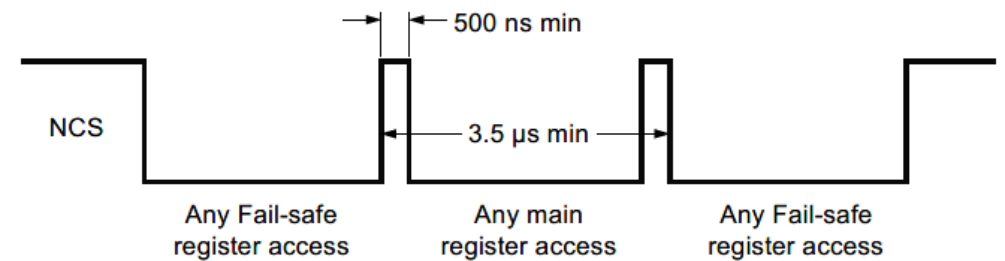 500 ns min
NCS
3.5 µs min
Any Fail-safe
register access
Any main
register access
Any Fail-safe
register access